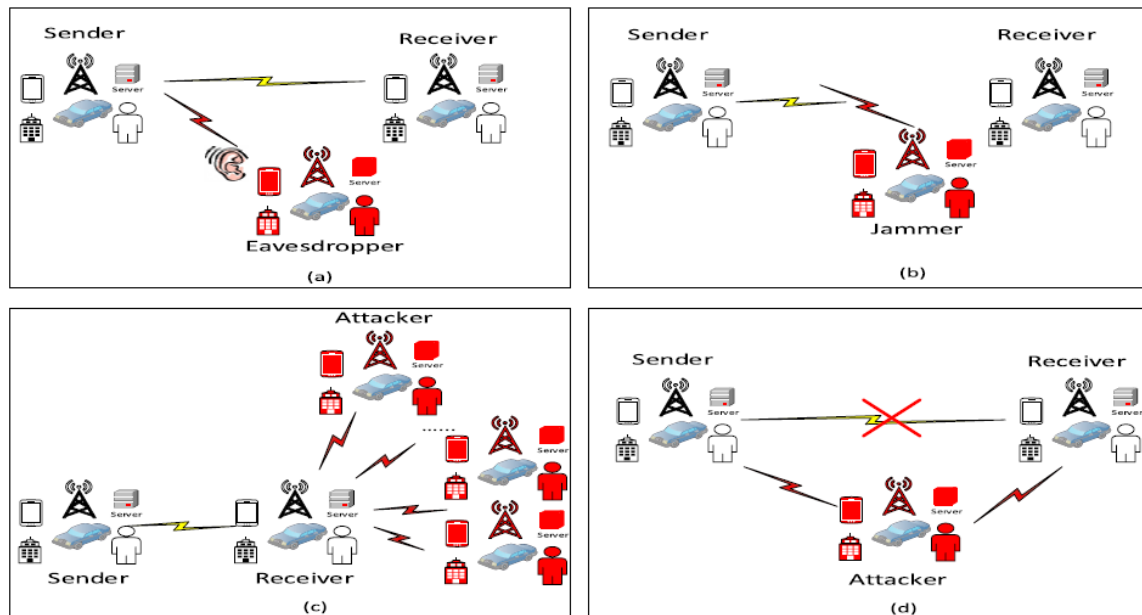 Sender
Receiver
Server
Server
Server
Eavesdropper
(a)
Sender
Receiver
Server
Server
Server
Jammer
(b)
Attacker
Server
......
Server
Server
Server
Server
Sender
Receiver
(c)
Sender
Receiver
Server
Server
Server
Attacker
(d)